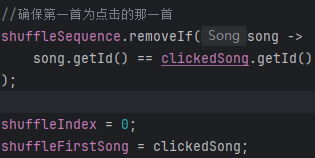 //确保第一首为点击的那一首
shuffleSequence.removeIf( Song song ->
song.getId() == clickedSong.getId()
);
shuffleIndex = 0;
shuffleFirstSong = clickedSong;